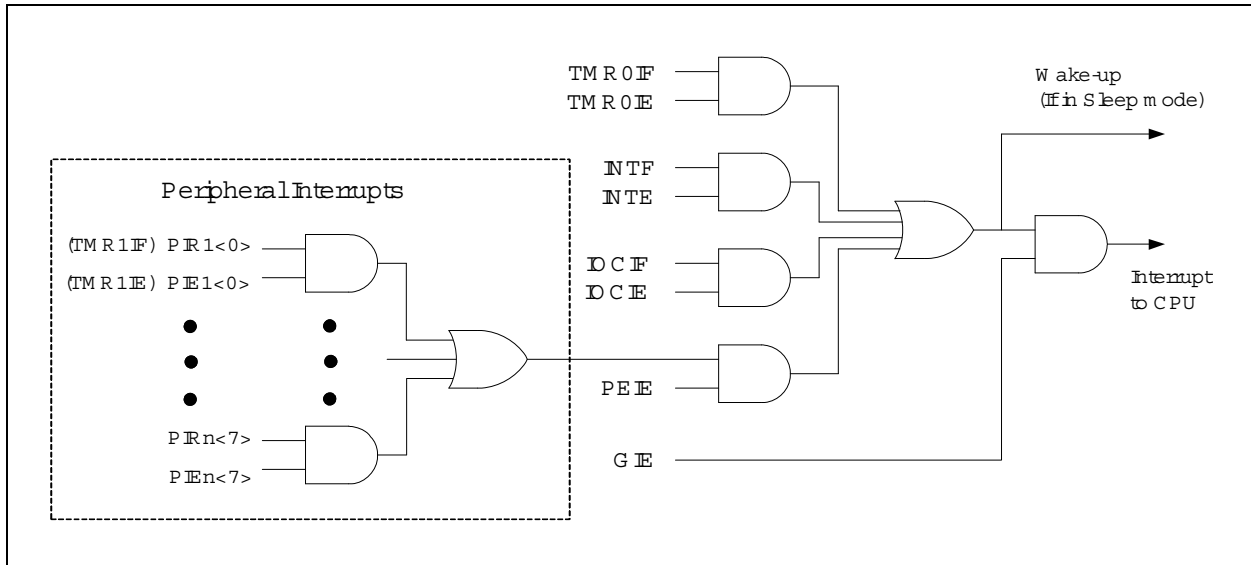 TMR0IF
TMR0IE
Wake-up
(If in Sleep mode)
INTF
INTE
Peripheral Interrupts
(TMR1IF) PIR1<0>
(TMR1IE) PIE1<0>
IOCIF
IOCIE
Interrupt
to CPU
PEIE
PIRn<7>
PIEn<7>
GIE